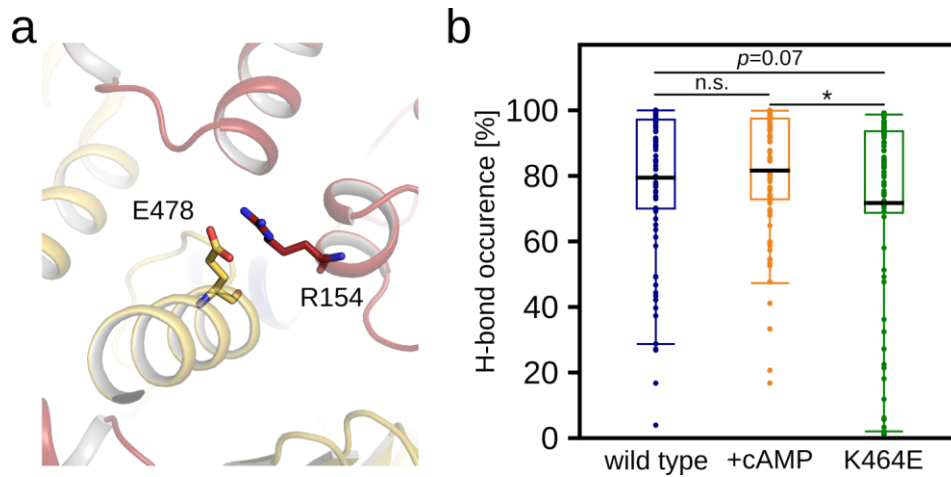 a
E478
R154
b
p=0.07
n.s.
*
H-bond occurence [%]
100
80
60
40
20
0
wild type +cAMP K464E